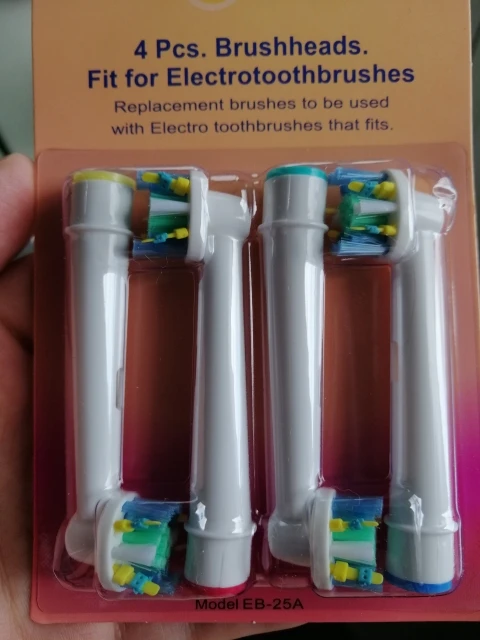 4 Pcs. Brushheads.
Fit for Electrotoothbrushes
Replacement brushes to be used
with Electro toothbrushes that fits.
Model EB-25A